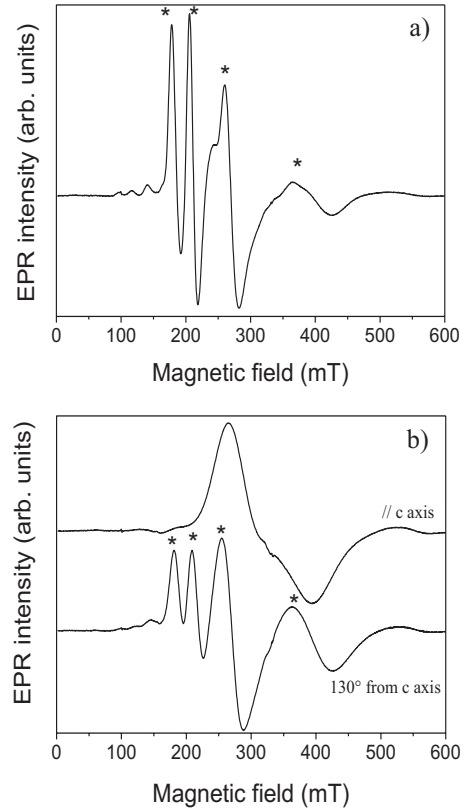 a)
* * * *
EPR intensity (arb. units)
0 100 200 300 400 500 600
Magnetic field (mT)
b)
// c axis
* * * *
130° from c axis
EPR intensity (arb. units)
0 100 200 300 400 500 600
Magnetic field (mT)